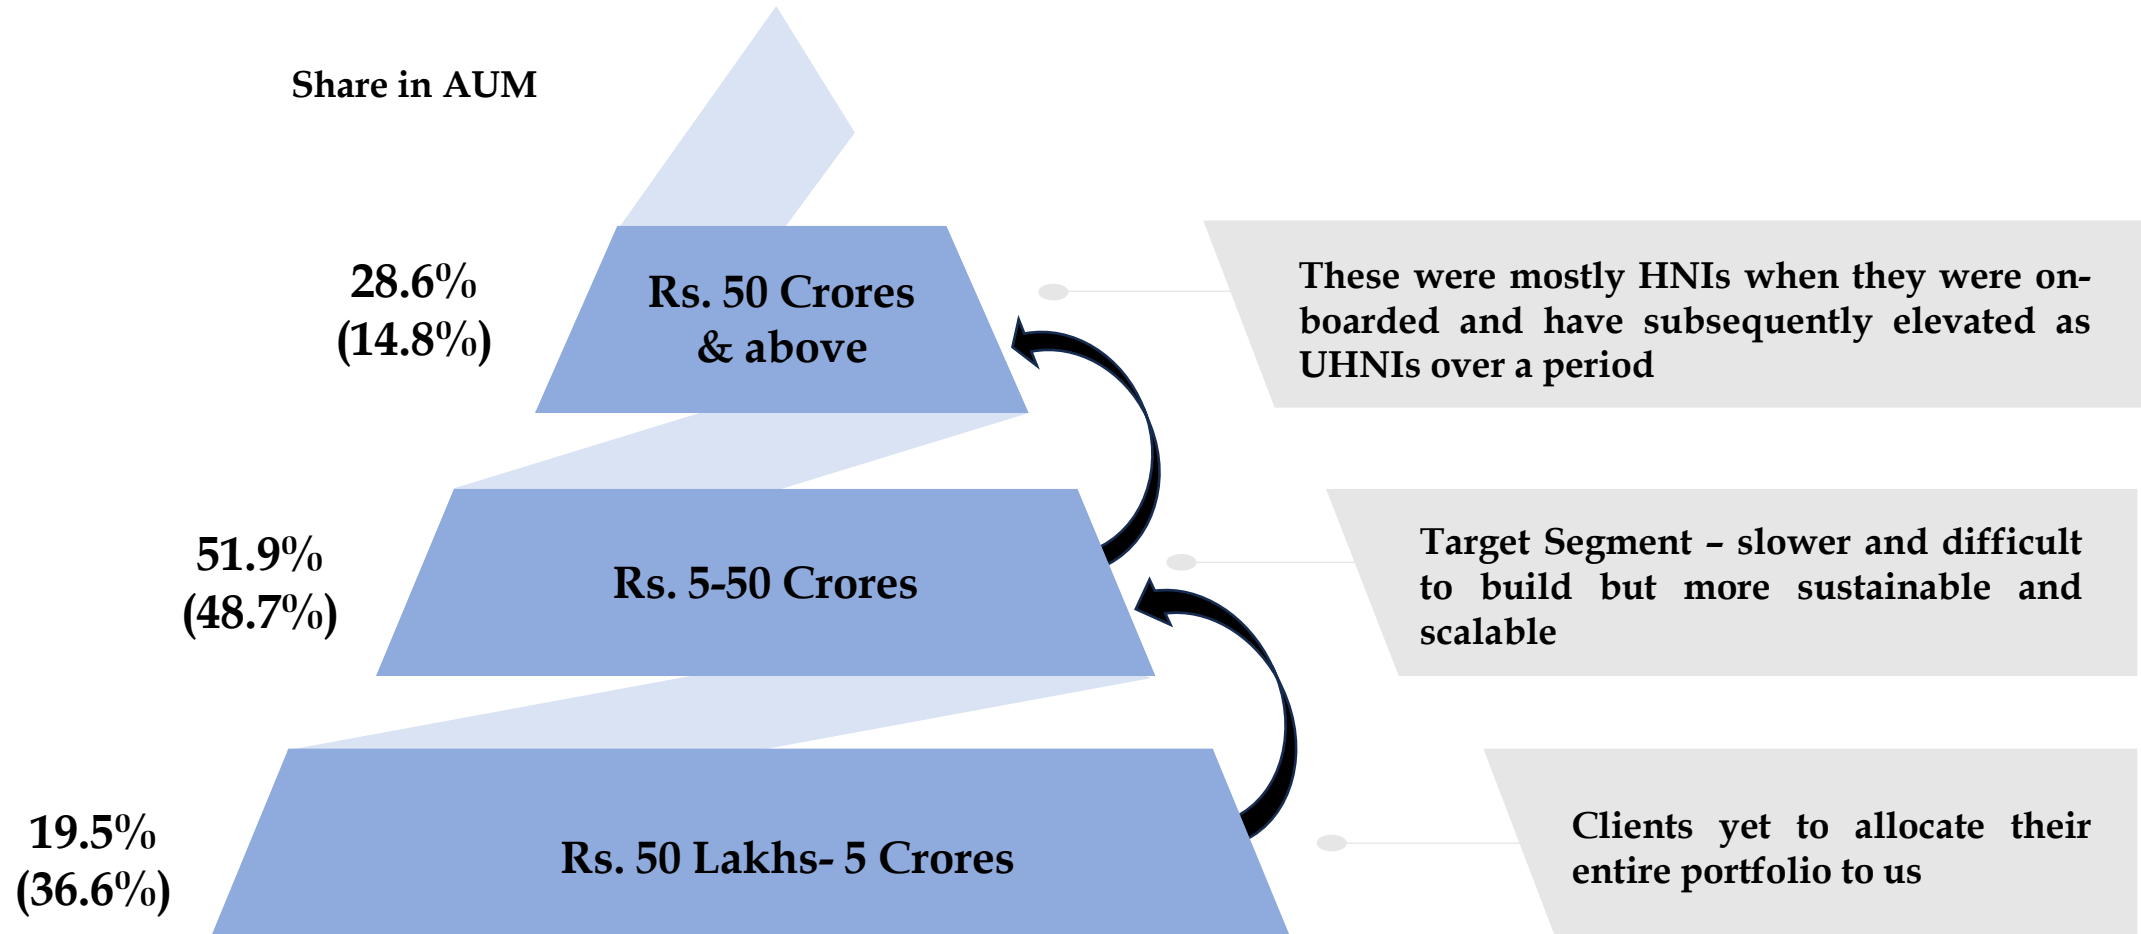 Share in AUM
28.6%
(14.8%)
Rs. 50 Crores
& above
These were mostly HNIs when they were on-
boarded and have subsequently elevated as
UHNIs over a period
51.9%
(48.7%)
Rs. 5-50 Crores
Target Segment – slower and difficult
to build but more sustainable and
scalable
19.5%
(36.6%)
Rs. 50 Lakhs- 5 Crores
Clients yet to allocate their
entire portfolio to us